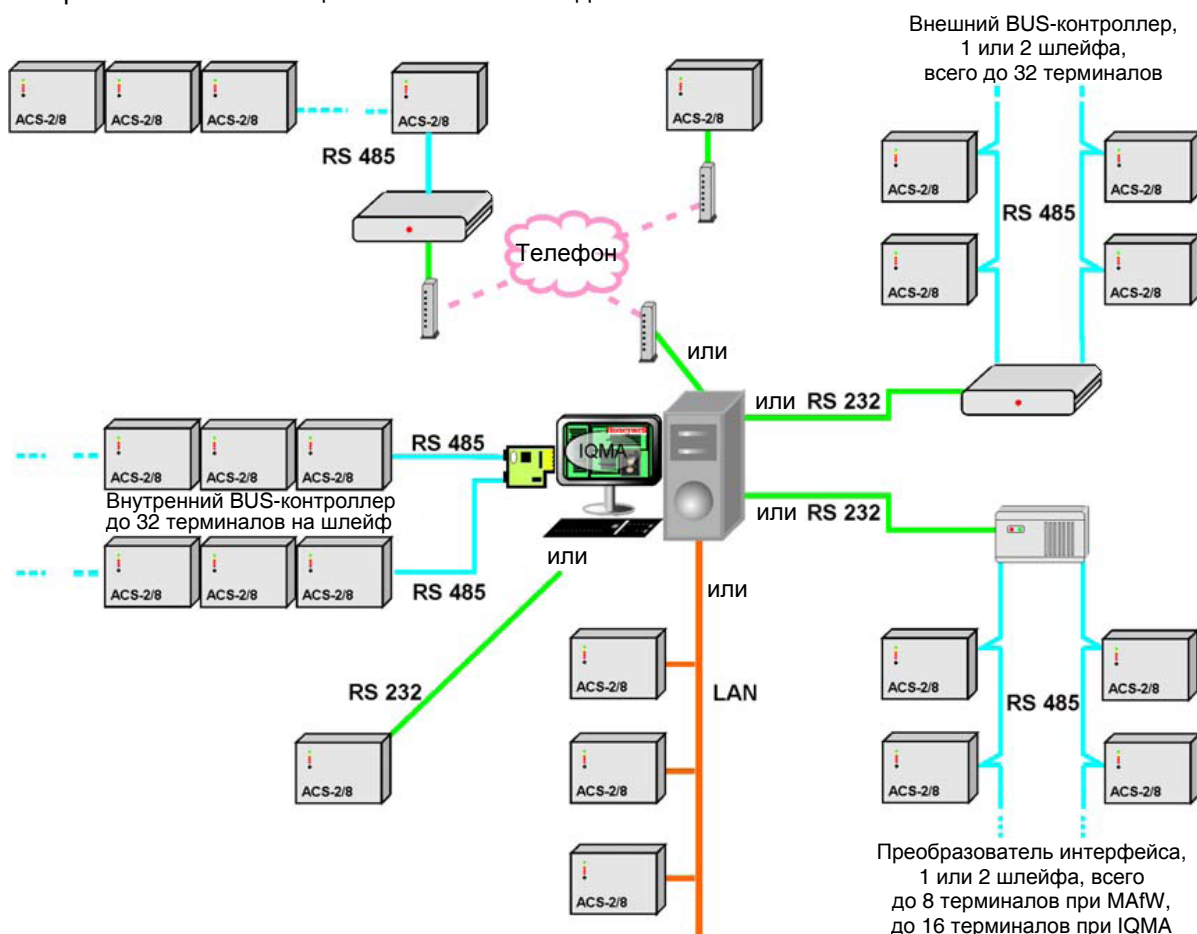 Внешний BUS-контроллер,
1 или 2 шлейфа,
всего до 32 терминалов
ACS-2/8
ACS-2/8
ACS-2/8
ACS-2/8
ACS-2/8
RS 485
ACS-2/8
ACS-2/8
RS 485
ACS-2/8
ACS-2/8
Телефон
или
или RS 232
RS 485
IQMA
ACS-2/8
ACS-2/8
ACS-2/8
Внутренний BUS-контроллер
до 32 терминалов на шлейф
или RS 232
или
ACS-2/8
ACS-2/8
ACS-2/8
RS 485
или
ACS-2/8
LAN
RS 232
ACS-2/8
ACS-2/8
RS 485
ACS-2/8
ACS-2/8
ACS-2/8
ACS-2/8
ACS-2/8
Преобразователь интерфейса,
1 или 2 шлейфа, всего
до 8 терминалов при MAfW,
до 16 терминалов при IQMA
ACS-2/8